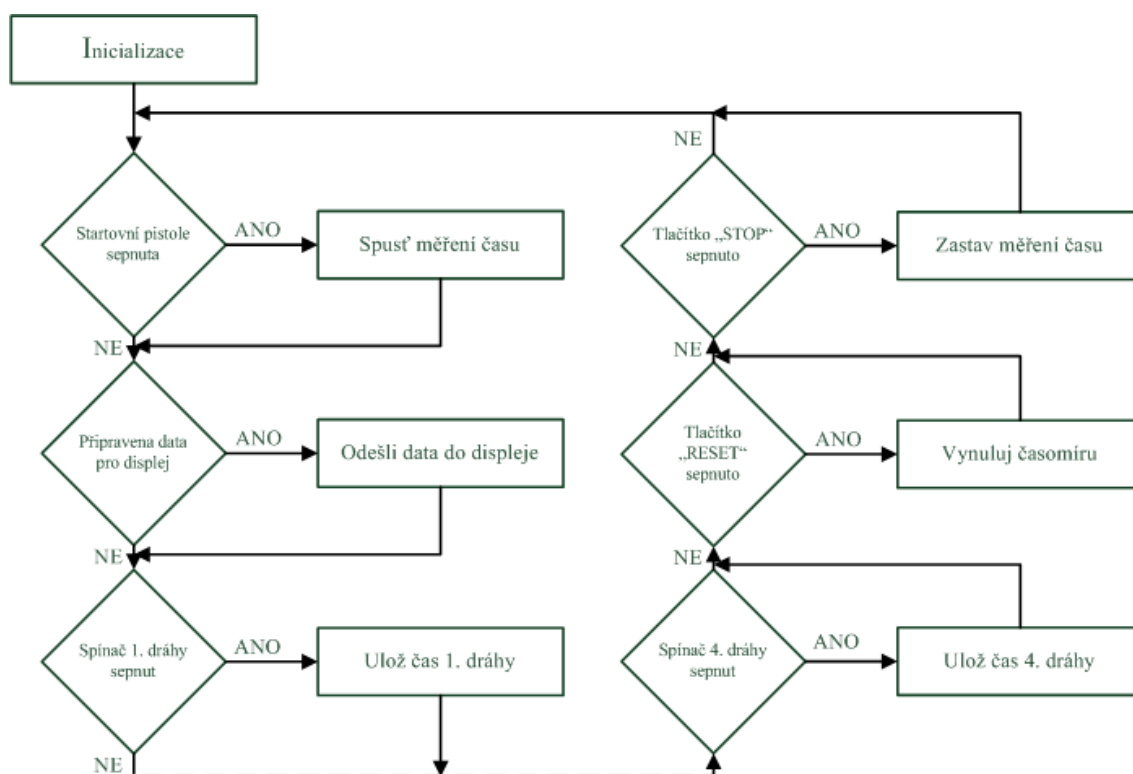 Inicializace
Startovní pistole
sepnuta
ANO
Spusť měření času
NE
Připravena data
pro displej
ANO
Odešli data do displeje
NE
Spínač 1. dráhy
sepnut
ANO
Ulož čas 1. dráhy
NE
NE
Tlačítko „STOP“
sepnuto
ANO
Zastav měření času
NE
Tlačítko
„RESET“
sepnuto
ANO
Vynuluj časomíru
NE
Spínač 4. dráhy
sepnut
ANO
Ulož čas 4. dráhy